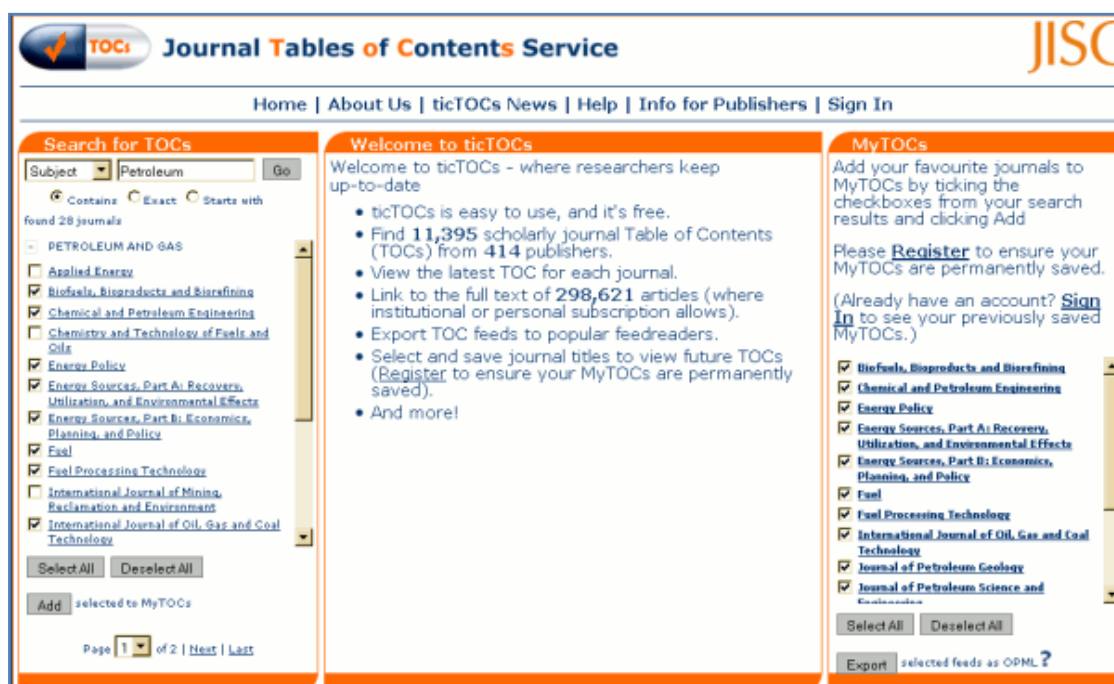 TOCs Journal Tables of Contents Service
JISC
Home | About Us | ticTOCs News | Help | Info for Publishers | Sign In
Search for TOCs
Subject Petroleum Go
Contains Exact Starts with
found 28 journals
PETROLEUM AND GAS
Applied Energy
Biofuels, Bioproducts and Biorefining
Chemical and Petroleum Engineering
Chemistry and Technology of Fuels and
Oils
Energy Policy
Energy Sources, Part A: Recovery,
Utilization, and Environmental Effects
Energy Sources, Part B: Economics,
Planning, and Policy
Fuel
Fuel Processing Technology
International Journal of Mining,
Reclamation and Environment
International Journal of Oil, Gas and Coal
Technology
Select All Deselect All
Add selected to MyTOCs
Page 1 of 2 | Next | Last
Welcome to ticTOCs
Welcome to ticTOCs - where researchers keep
up-to-date
• ticTOCs is easy to use, and it's free.
• Find 11,395 scholarly journal Table of Contents
(TOCs) from 414 publishers.
• View the latest TOC for each journal.
• Link to the full text of 298,621 articles (where
institutional or personal subscription allows).
• Export TOC feeds to popular feedreaders.
• Select and save journal titles to view future TOCs
(Register to ensure your MyTOCs are permanently
saved).
• And more!
MyTOCs
Add your favourite journals to
MyTOCs by ticking the
checkboxes from your search
results and clicking Add
Please Register to ensure your
MyTOCs are permanently saved.
(Already have an account? Sign
In to see your previously saved
MyTOCs.)
Biofuels, Bioproducts and Biorefining
Chemical and Petroleum Engineering
Energy Policy
Energy Sources, Part A: Recovery,
Utilization, and Environmental Effects
Energy Sources, Part B: Economics,
Planning, and Policy
Fuel
Fuel Processing Technology
International Journal of Oil, Gas and Coal
Technology
Journal of Petroleum Geology
Journal of Petroleum Science and
Engineering
Select All Deselect All
Export selected feeds as OPML ?